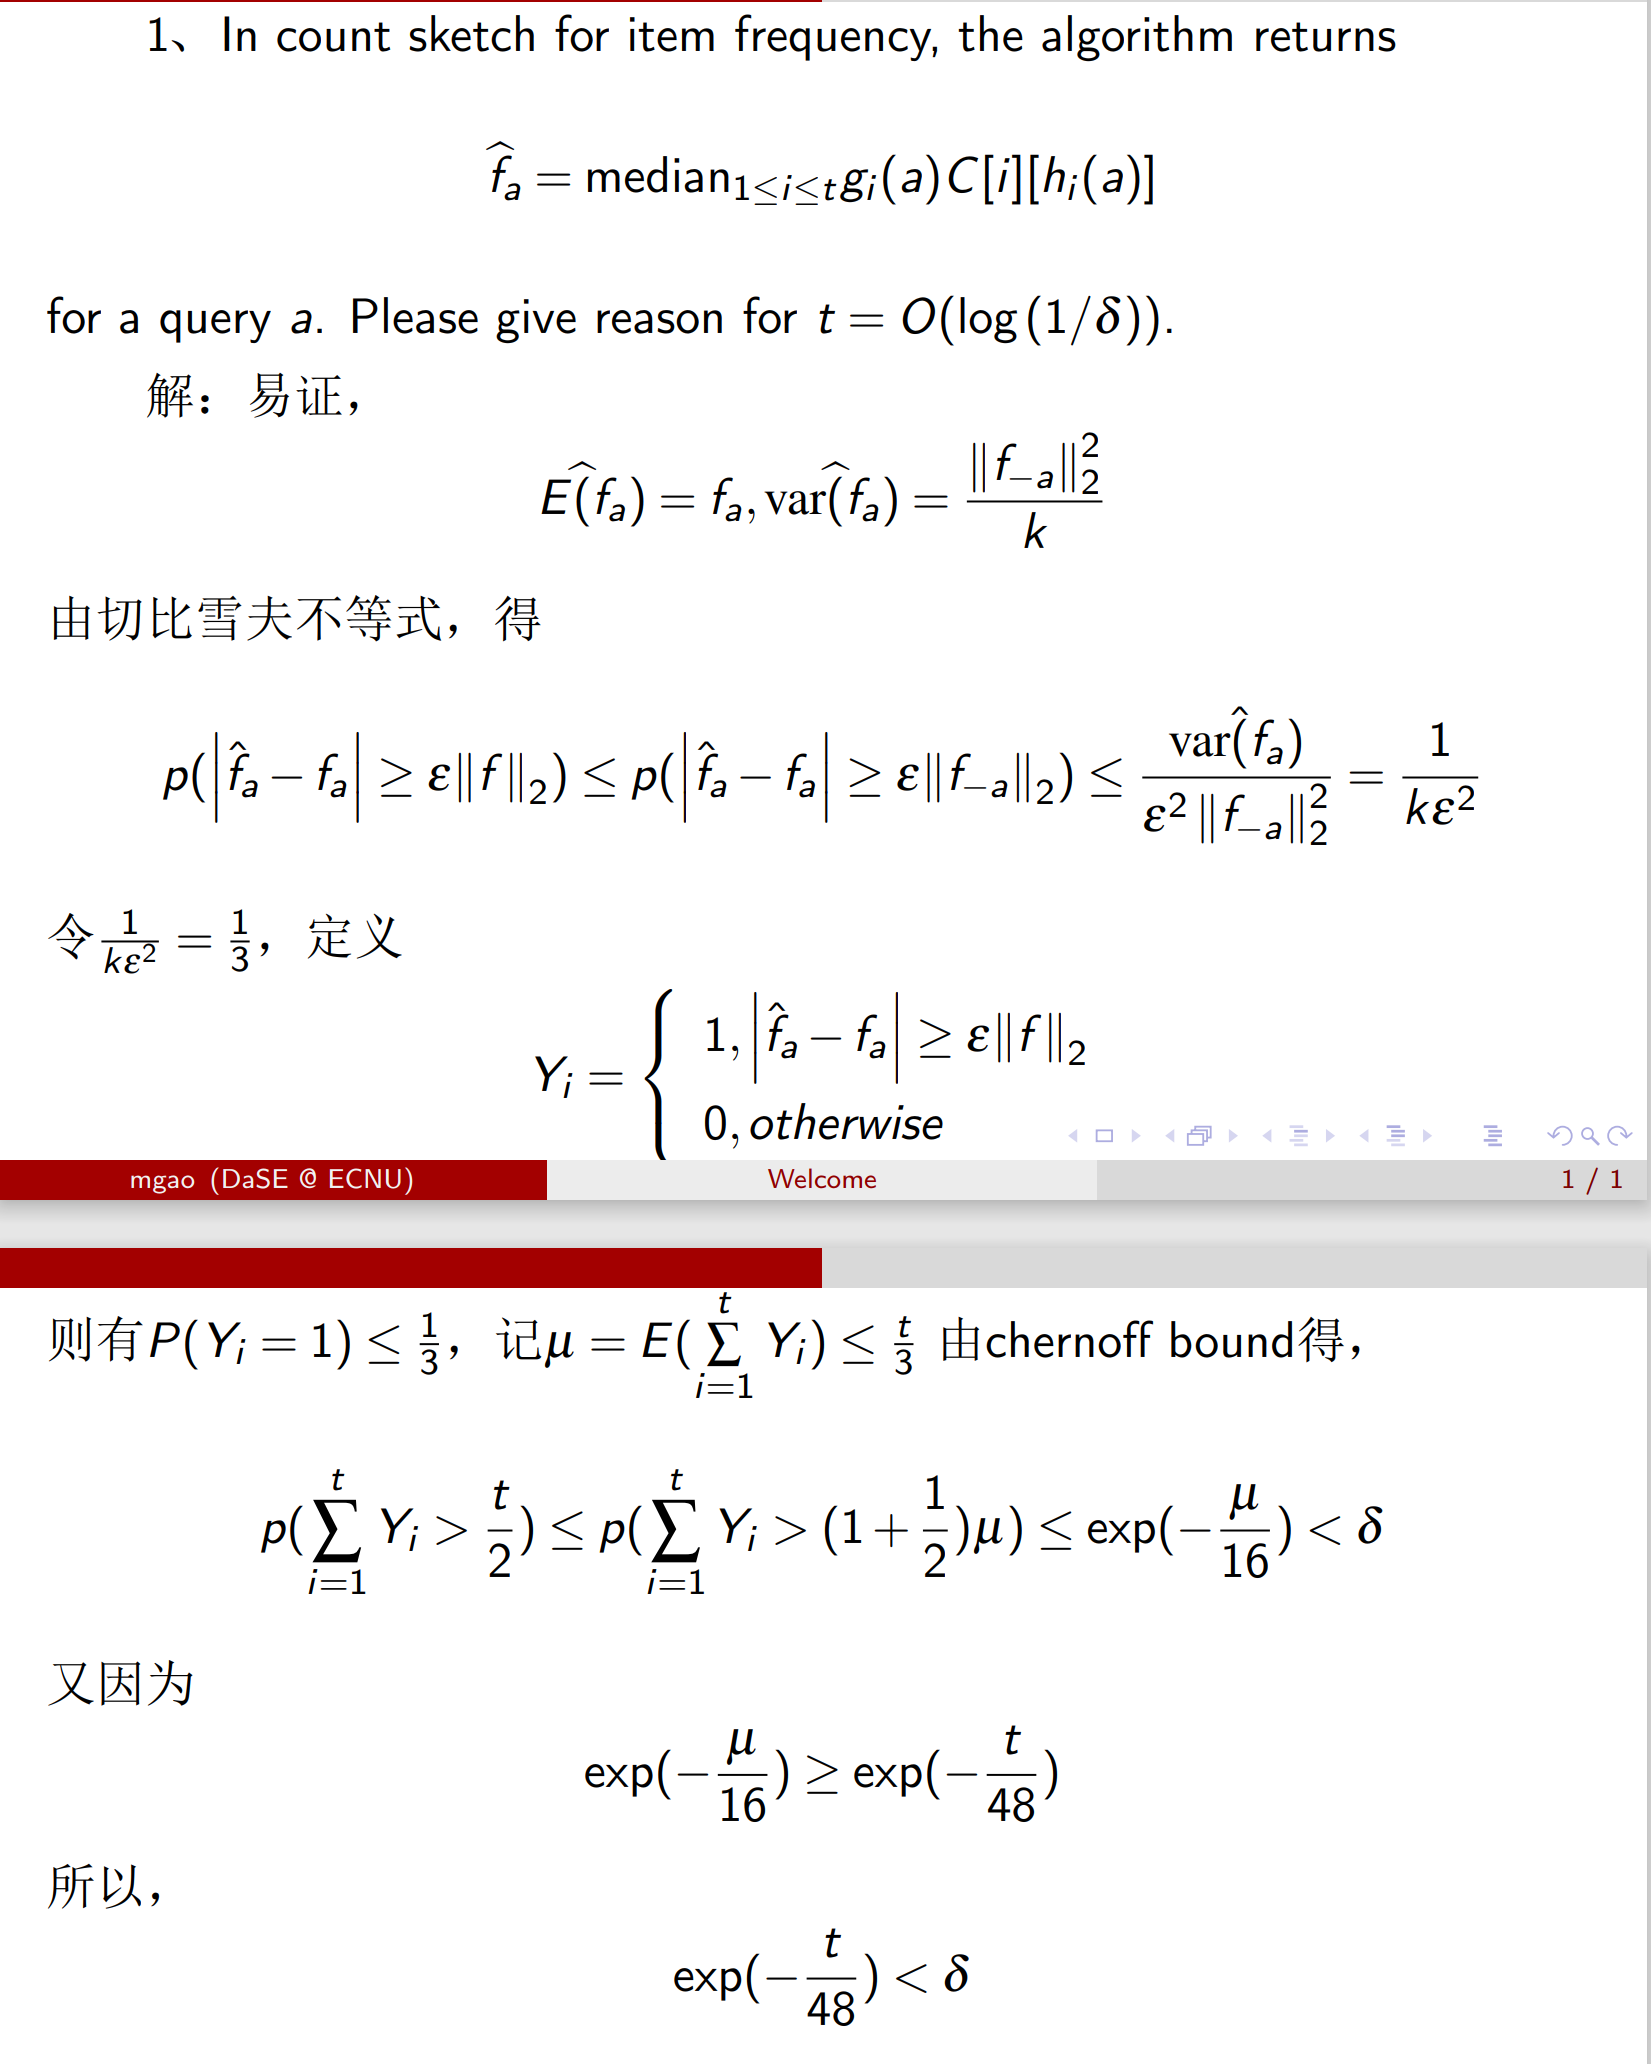 1、In count sketch for item frequency, the algorithm returns
$\widehat{f}_a = \text{median}_{1 \leq i \leq t} g_i(a) C[i][h_i(a)]$
for a query a. Please give reason for $t = O(\log(1/\delta))$.
解：易证，
$E\widehat{(f_a)} = f_a, \text{var}\widehat{(f_a)} = \frac{\|f_{-a}\|_2^2}{k}$
由切比雪夫不等式，得
$p(|\hat{f}_a - f_a| \geq \varepsilon \|f\|_2) \leq p(|\hat{f}_a - f_a| \geq \varepsilon \|f_{-a}\|_2) \leq \frac{\text{var}\hat{(f_a)}}{\varepsilon^2 \|f_{-a}\|_2^2} = \frac{1}{k\varepsilon^2}$
令$\frac{1}{k\varepsilon^2} = \frac{1}{3}$，定义
$Y_i = \begin{cases} 1, |\hat{f}_a - f_a| \geq \varepsilon \|f\|_2 \\ 0, otherwise \end{cases}$
mgao (DaSE @ ECNU) Welcome 1 / 1
则有$P(Y_i = 1) \leq \frac{1}{3}$，记$\mu = E(\sum_{i=1}^{t} Y_i) \leq \frac{t}{3}$ 由chernoff bound得，
$p(\sum_{i=1}^{t} Y_i > \frac{t}{2}) \leq p(\sum_{i=1}^{t} Y_i > (1 + \frac{1}{2})\mu) \leq \exp(-\frac{\mu}{16}) < \delta$
又因为
$\exp(-\frac{\mu}{16}) \geq \exp(-\frac{t}{48})$
所以，
$\exp(-\frac{t}{48}) < \delta$